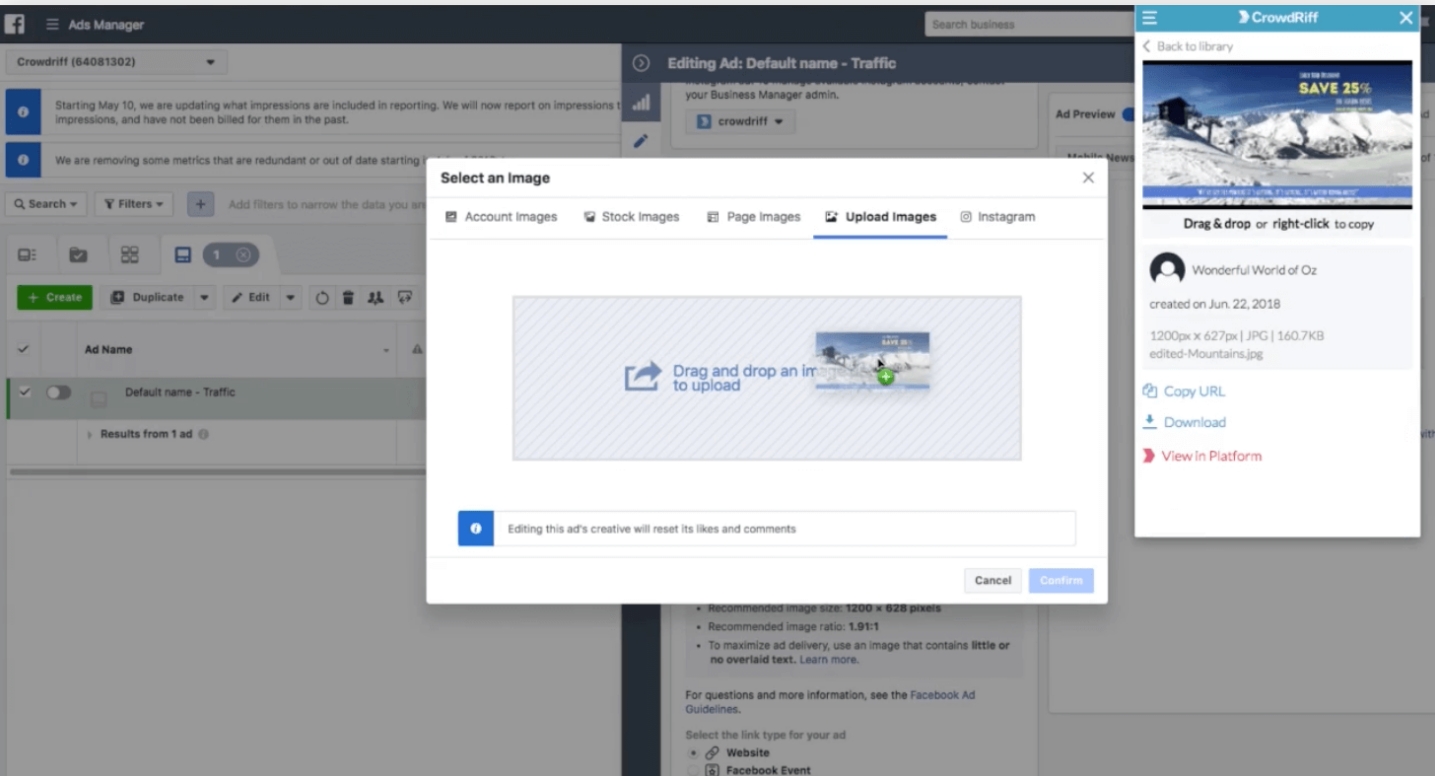 Ads Manager
Search business
Crowdriff (64081302)
Starting May 10, we are updating what impressions are included in reporting. We will now report on impressions t
impressions, and have not been billed for them in the past.
We are removing some metrics that are redundant or out of date starting
Search
Filters
Add filters to narrow the data you are
1
Create
Duplicate
Edit
Ad Name
Default name - Traffic
Results from 1 ad
Editing Ad: Default name - Traffic
your Business Manager admin.
crowdriff
Ad Preview
Mobile News
of
Select an Image
Account Images
Stock Images
Page Images
Upload Images
Instagram
Drag and drop an image
to upload
SAVE 25%
Editing this ad's creative will reset its likes and comments
Cancel
Confirm
Recommended image size: 1200 × 628 pixels
Recommended image ratio: 1.91:1
To maximize ad delivery, use an image that contains little or
no overlaid text. Learn more.
For questions and more information, see the Facebook Ad
Guidelines.
Select the link type for your ad
Website
Facebook Event
CrowdRiff
Back to library
SAVE 25%
Drag & drop or right-click to copy
Wonderful World of Oz
created on Jun. 22, 2018
1200px x 627px | JPG | 160.7KB
edited-Mountains.jpg
Copy URL
Download
View in Platform